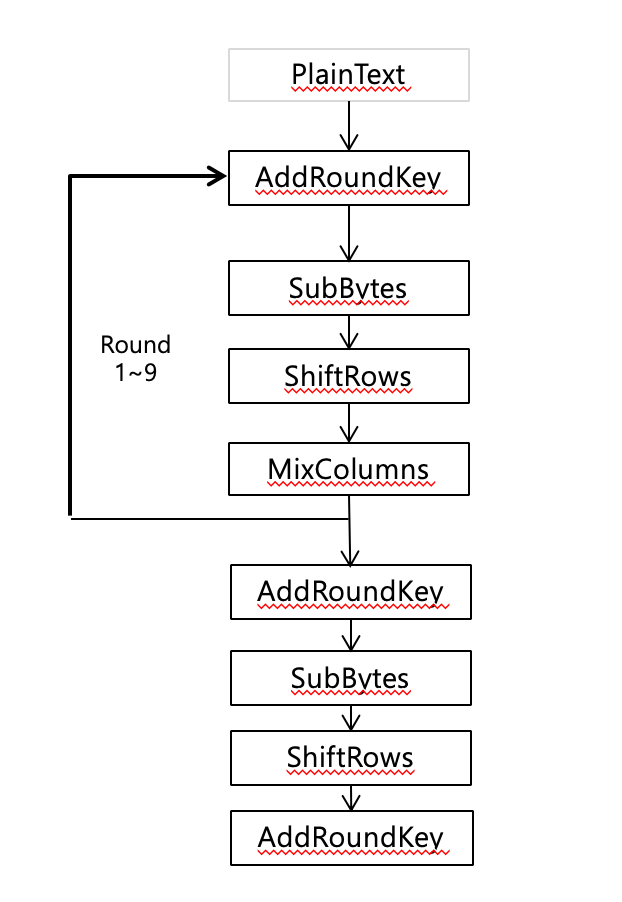 PlainText
AddRoundKey
SubBytes
Round
1~9
ShiftRows
MixColumns
AddRoundKey
SubBytes
ShiftRows
AddRoundKey